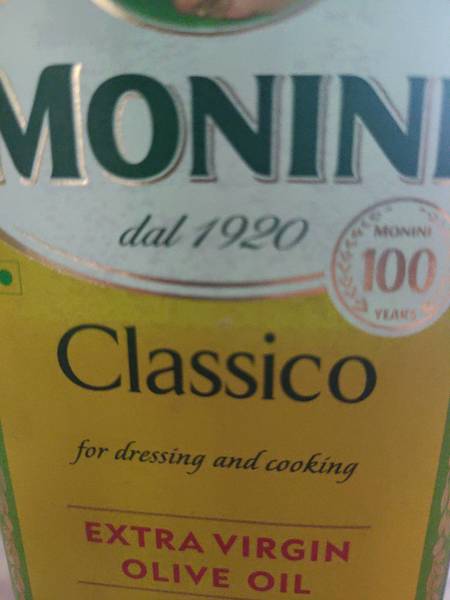 MONINI
dal 1920
MONINI
100
YEARS
Classico
for dressing and cooking
EXTRA VIRGIN
OLIVE OIL